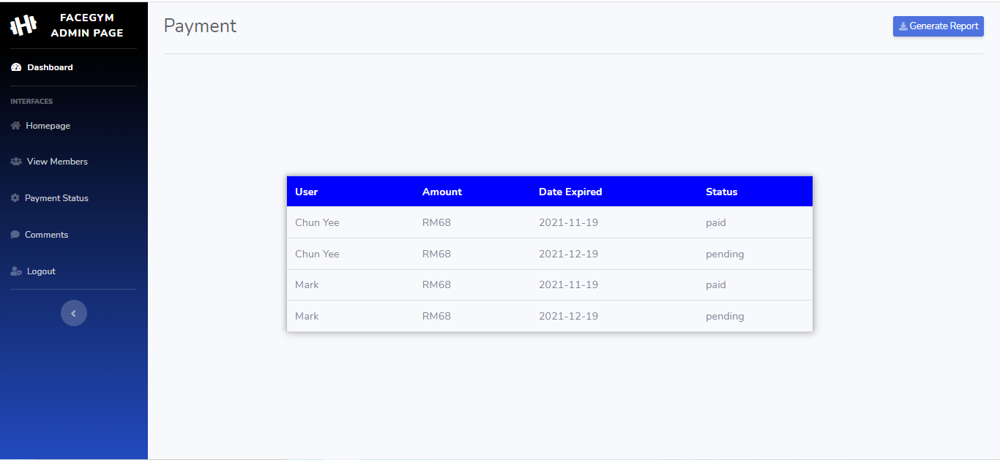 FACEGYM
ADMIN PAGE
Dashboard
INTERFACES
Homepage
View Members
Payment Status
Comments
Logout
Payment
Generate Report
User Amount Date Expired Status
Chun Yee RM68 2021-11-19 paid
Chun Yee RM68 2021-12-19 pending
Mark RM68 2021-11-19 paid
Mark RM68 2021-12-19 pending